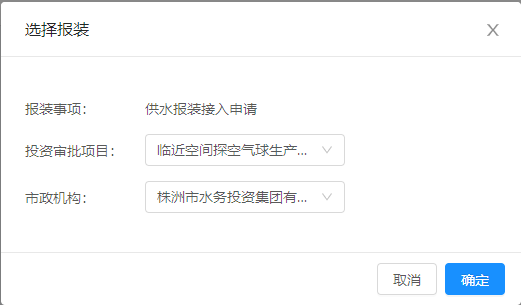 选择报装
报装事项: 供水报装接入申请
投资审批项目: 临近空间探空气球生产...
市政机构: 株洲市水务投资集团有...
取消 确定